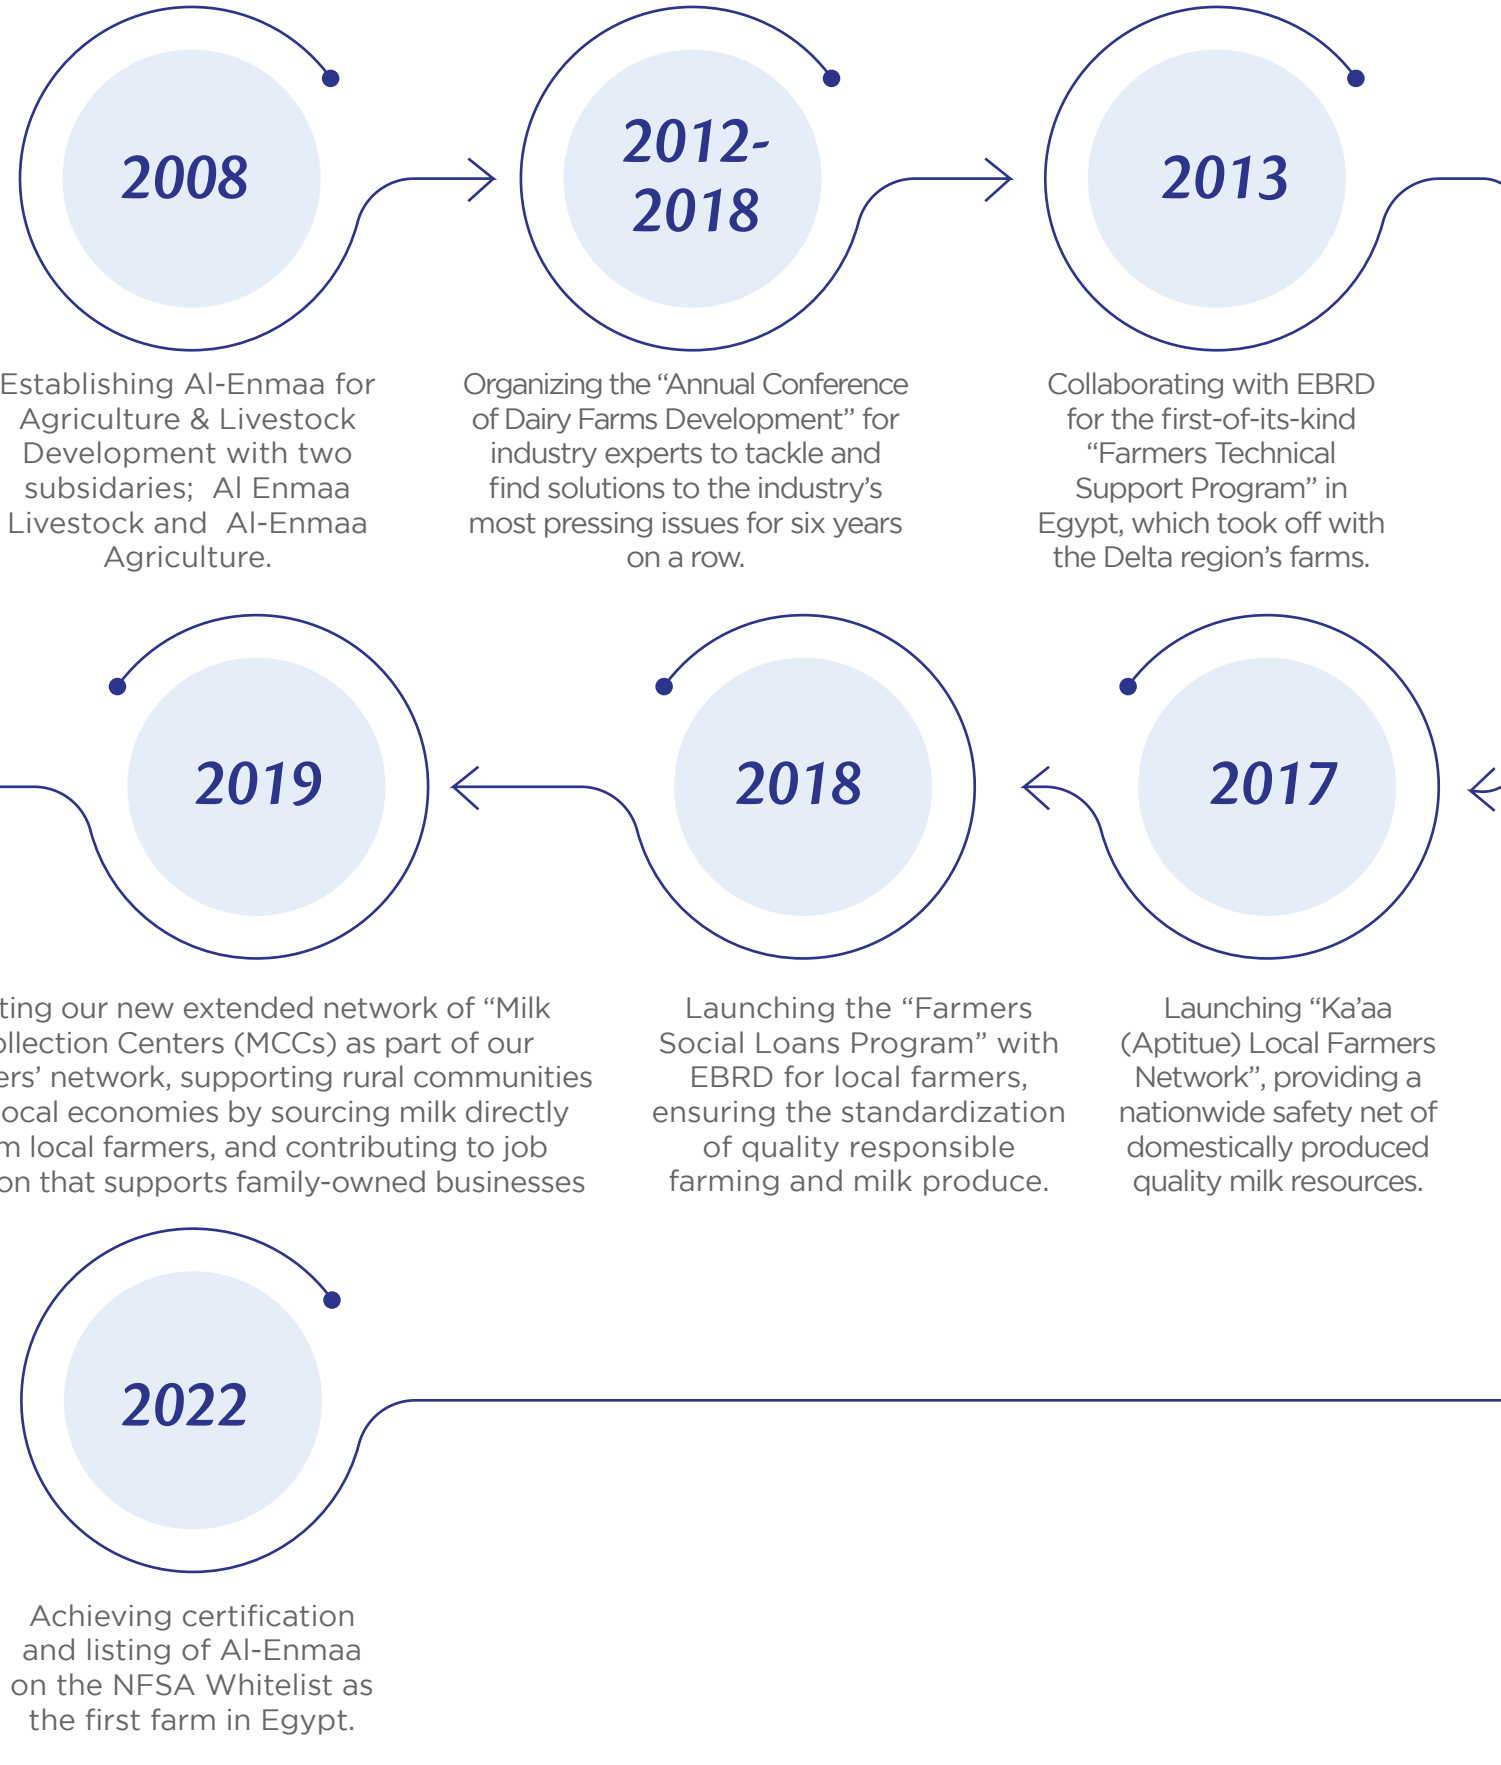 2008
Establishing Al-Enmaa for
Agriculture & Livestock
Development with two
subsidaries; Al Enmaa
Livestock and Al-Enmaa
Agriculture.
2012-
2018
Organizing the “Annual Conference
of Dairy Farms Development” for
industry experts to tackle and
find solutions to the industry’s
most pressing issues for six years
on a row.
2013
Collaborating with EBRD
for the first-of-its-kind
“Farmers Technical
Support Program” in
Egypt, which took off with
the Delta region’s farms.
2019
our new extended network of “Milk
Centers (MCCs) as part of our
network, supporting rural communities
local economies by sourcing milk directly
local farmers, and contributing to job
that supports family-owned businesses
2018
Launching the “Farmers
Social Loans Program” with
EBRD for local farmers,
ensuring the standardization
of quality responsible
farming and milk produce.
2017
Launching “Ka’aa
(Aptitue) Local Farmers
Network”, providing a
nationwide safety net of
domestically produced
quality milk resources.
2022
Achieving certification
and listing of Al-Enmaa
on the NFSA Whitelist as
the first farm in Egypt.